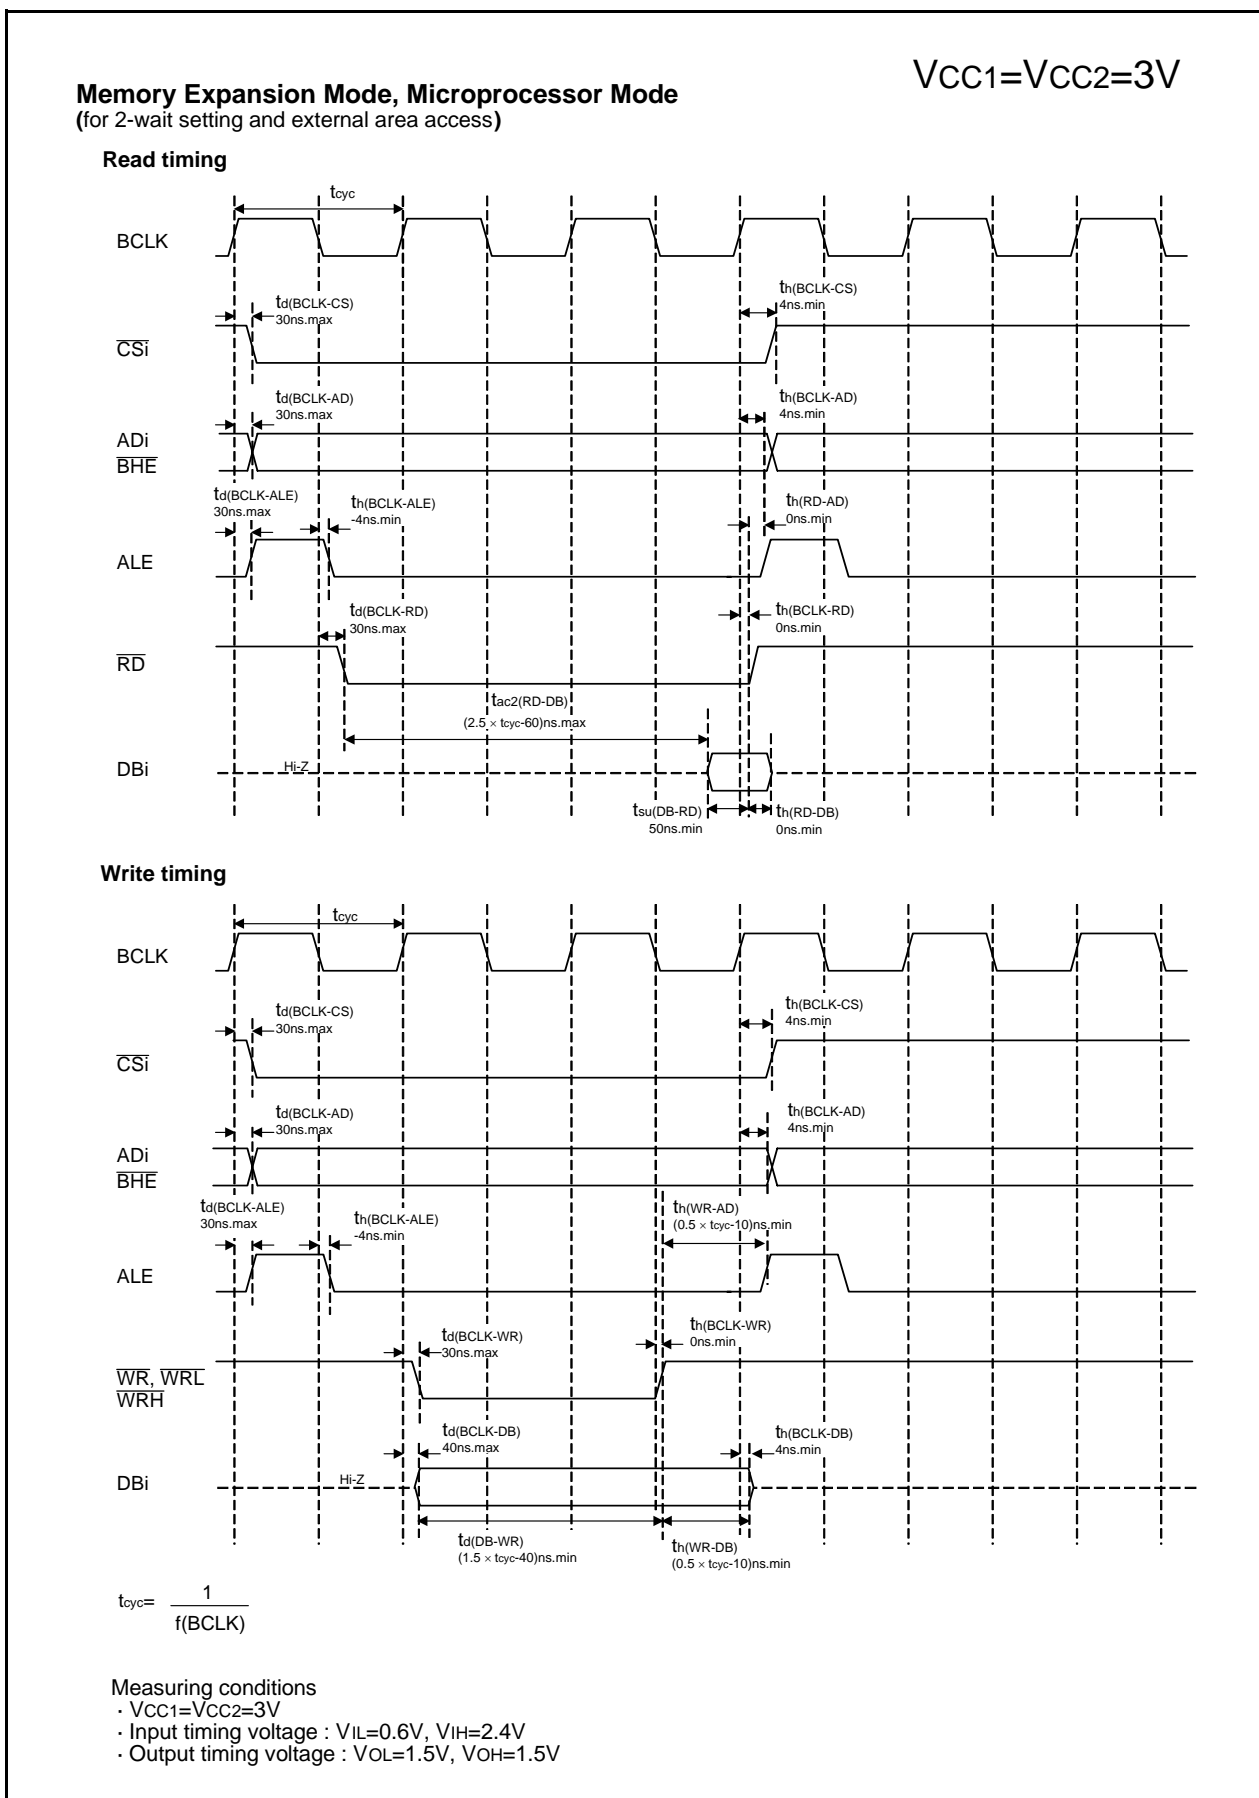 VCC1=VCC2=3V
Memory Expansion Mode, Microprocessor Mode
(for 2-wait setting and external area access)
Read timing
tcyc
BCLK
td(BCLK-CS)
30ns.max
th(BCLK-CS)
4ns.min
CSi
td(BCLK-AD)
30ns.max
th(BCLK-AD)
4ns.min
ADi
BHE
td(BCLK-ALE)
30ns.max
th(BCLK-ALE)
-4ns.min
th(RD-AD)
0ns.min
ALE
td(BCLK-RD)
30ns.max
th(BCLK-RD)
0ns.min
RD
tac2(RD-DB)
(2.5 × tcyc-60)ns.max
DBi
Hi-Z
tsu(DB-RD)
50ns.min
th(RD-DB)
0ns.min
Write timing
tcyc
BCLK
td(BCLK-CS)
30ns.max
th(BCLK-CS)
4ns.min
CSi
td(BCLK-AD)
30ns.max
th(BCLK-AD)
4ns.min
ADi
BHE
td(BCLK-ALE)
30ns.max
th(BCLK-ALE)
-4ns.min
th(WR-AD)
(0.5 × tcyc-10)ns.min
ALE
td(BCLK-WR)
30ns.max
th(BCLK-WR)
0ns.min
WR, WRL
WRH
td(BCLK-DB)
40ns.max
th(BCLK-DB)
4ns.min
DBi
Hi-Z
td(DB-WR)
(1.5 × tcyc-40)ns.min
th(WR-DB)
(0.5 × tcyc-10)ns.min
tcyc= 1
f(BCLK)
Measuring conditions
· VCC1=VCC2=3V
· Input timing voltage : VIL=0.6V, VIH=2.4V
· Output timing voltage : VOL=1.5V, VOH=1.5V